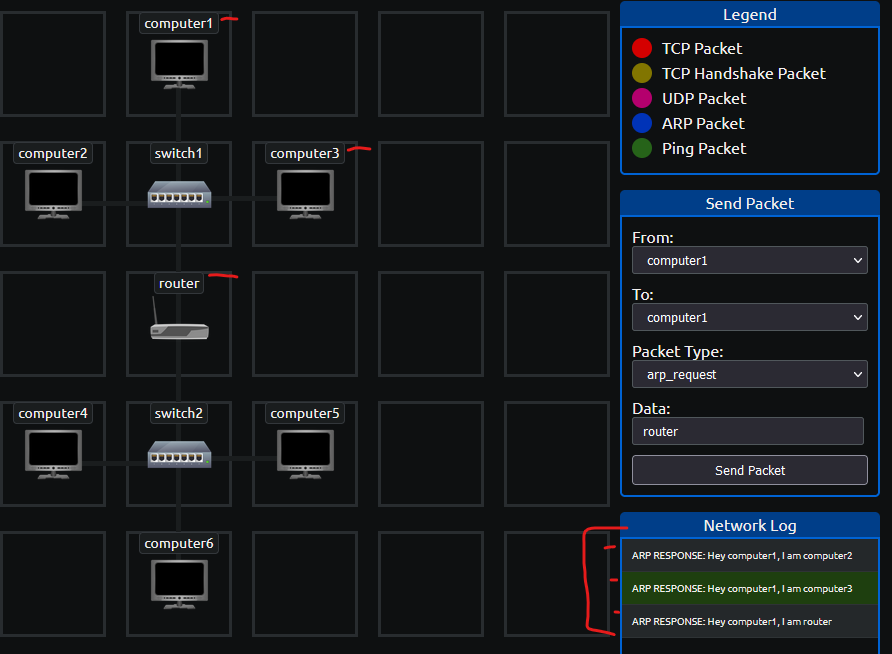 computer1
computer2
switch1
computer3
router
computer4
switch2
computer5
computer6
Legend
TCP Packet
TCP Handshake Packet
UDP Packet
ARP Packet
Ping Packet
Send Packet
From:
computer1
To:
computer1
Packet Type:
arp_request
Data:
router
Send Packet
Network Log
ARP RESPONSE: Hey computer1, I am computer2
ARP RESPONSE: Hey computer1, I am computer3
ARP RESPONSE: Hey computer1, I am router